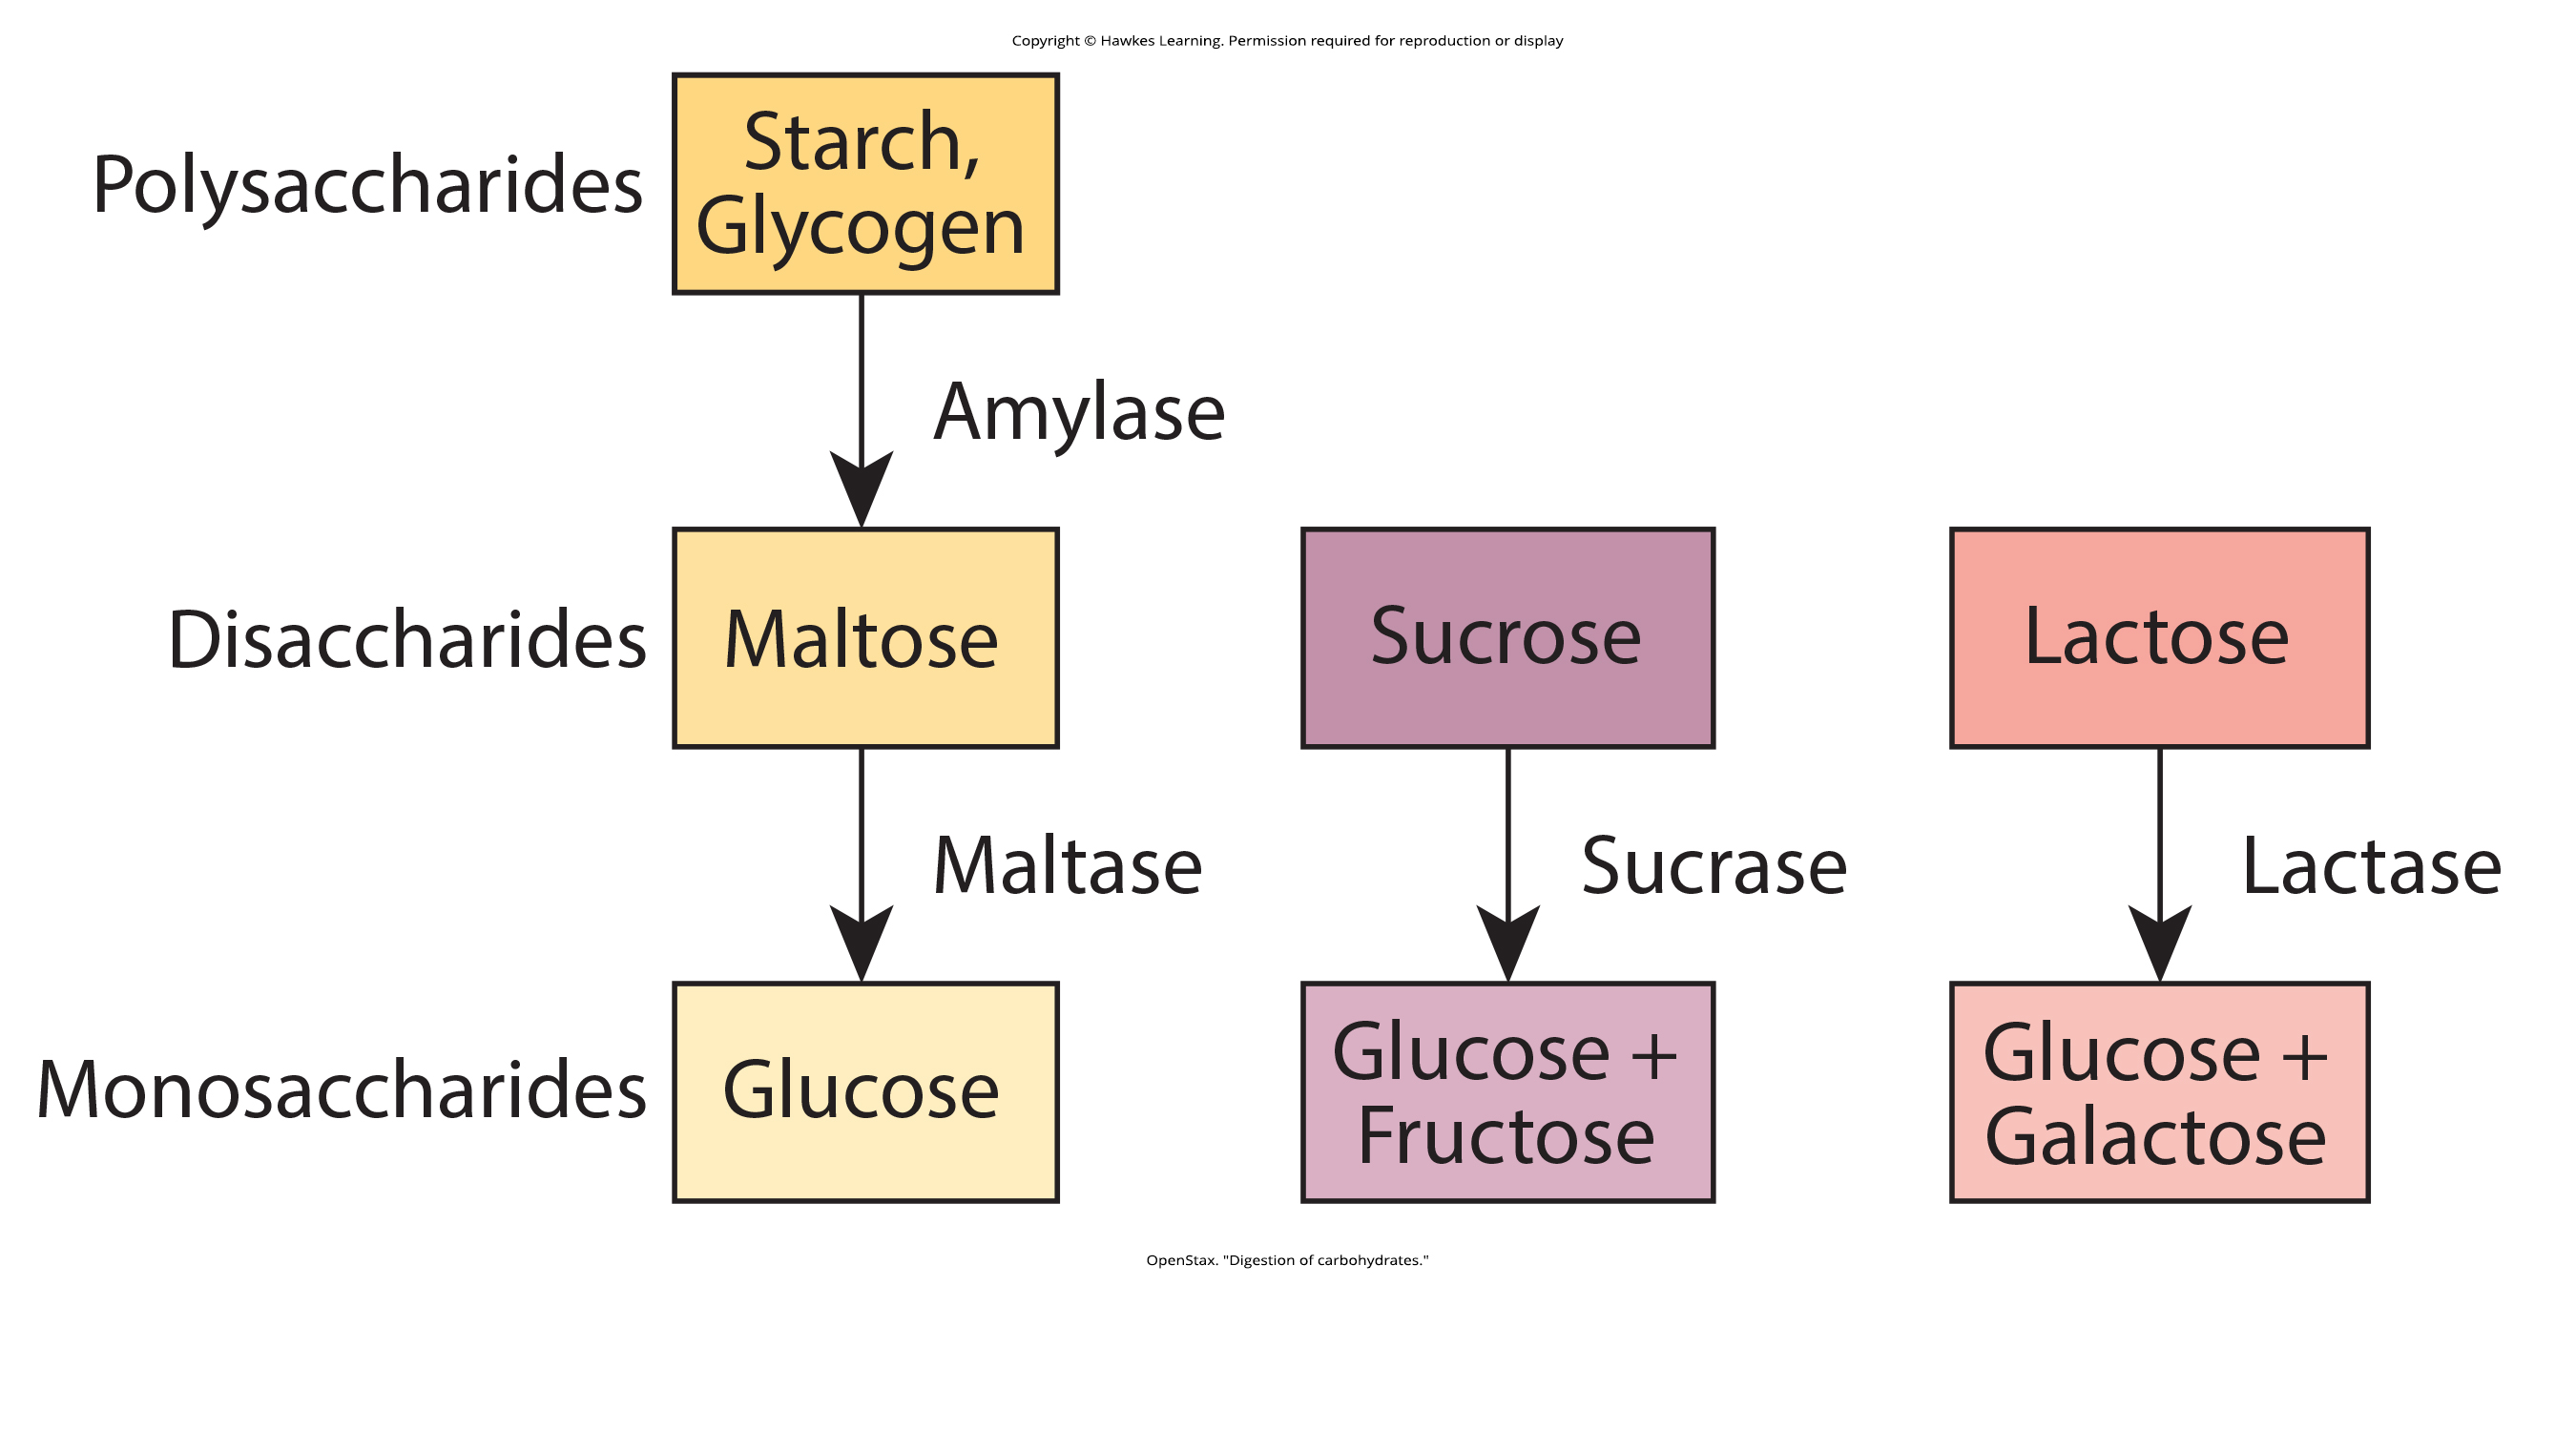 Copyright © Hawkes Learning. Permission required for reproduction or display
Polysaccharides
Starch,
Glycogen
Amylase
Disaccharides
Maltose
Sucrose
Lactose
Maltase
Sucrase
Lactase
Monosaccharides
Glucose
Glucose +
Fructose
Glucose +
Galactose
OpenStax. "Digestion of carbohydrates."